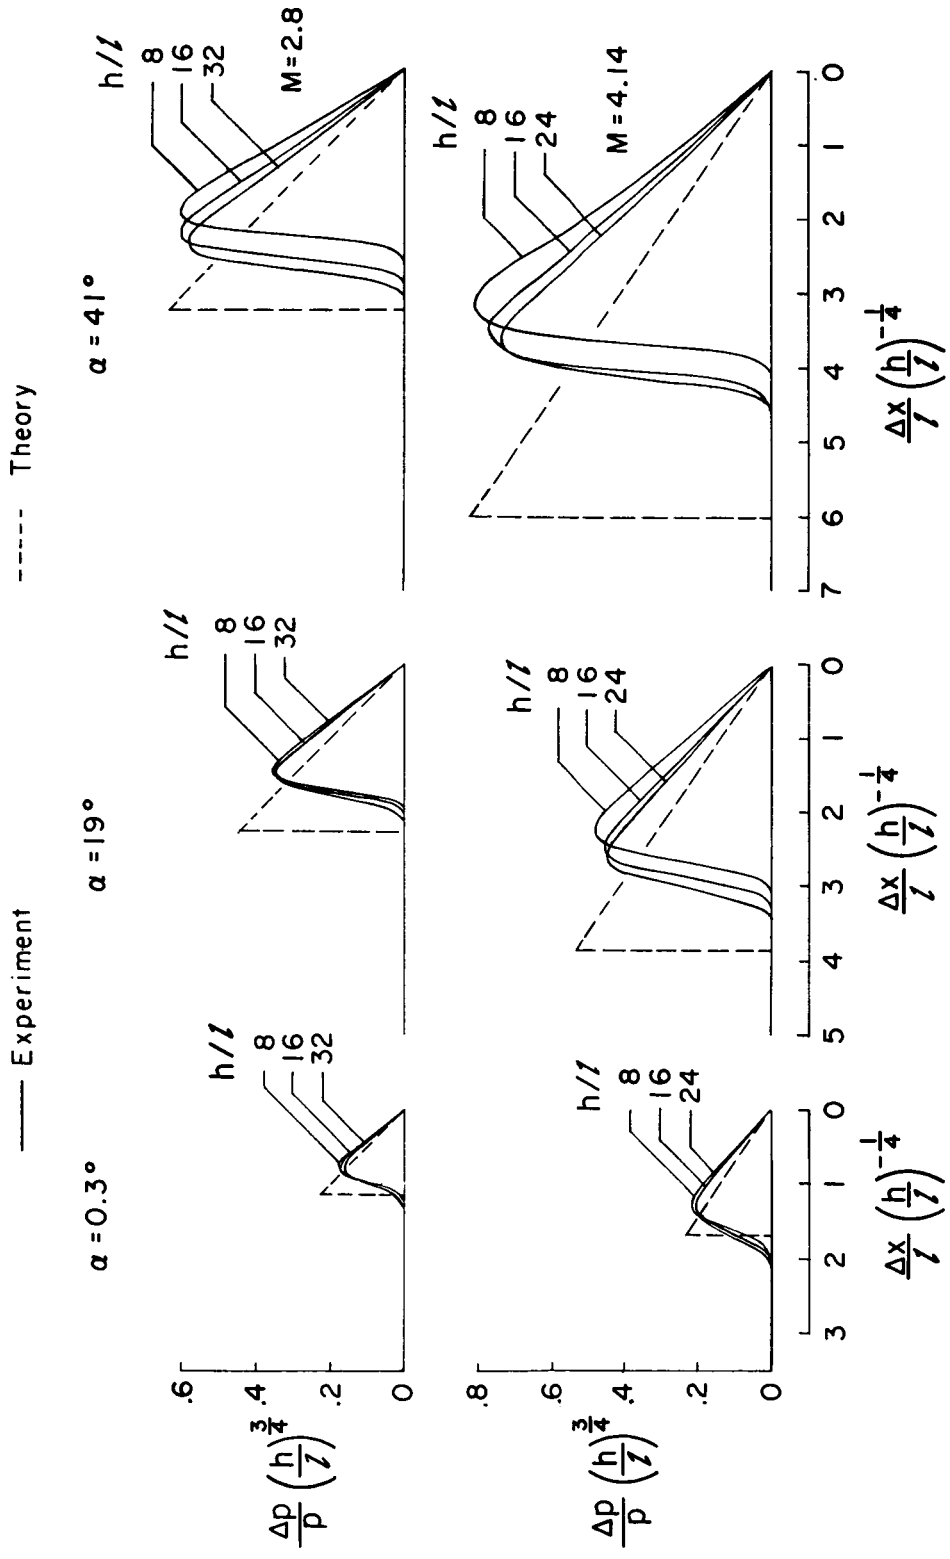 —— Experiment ---- Theory
α = 0.3° α = 19° α = 41°
Δp/p (h/l)^3/4
.6 .4 .2 0
h/l 8 16 32
h/l 8 16 32
h/l 8 16 32
M = 2.8
Δp/p (h/l)^3/4
.8 .6 .4 .2 0
h/l 8 16 24
h/l 8 16 24
h/l 8 16 24
M = 4.14
3 2 1 0
5 4 3 2 1 0
7 6 5 4 3 2 1 0
Δx/l (h/l)^-1/4
Δx/l (h/l)^-1/4
Δx/l (h/l)^-1/4